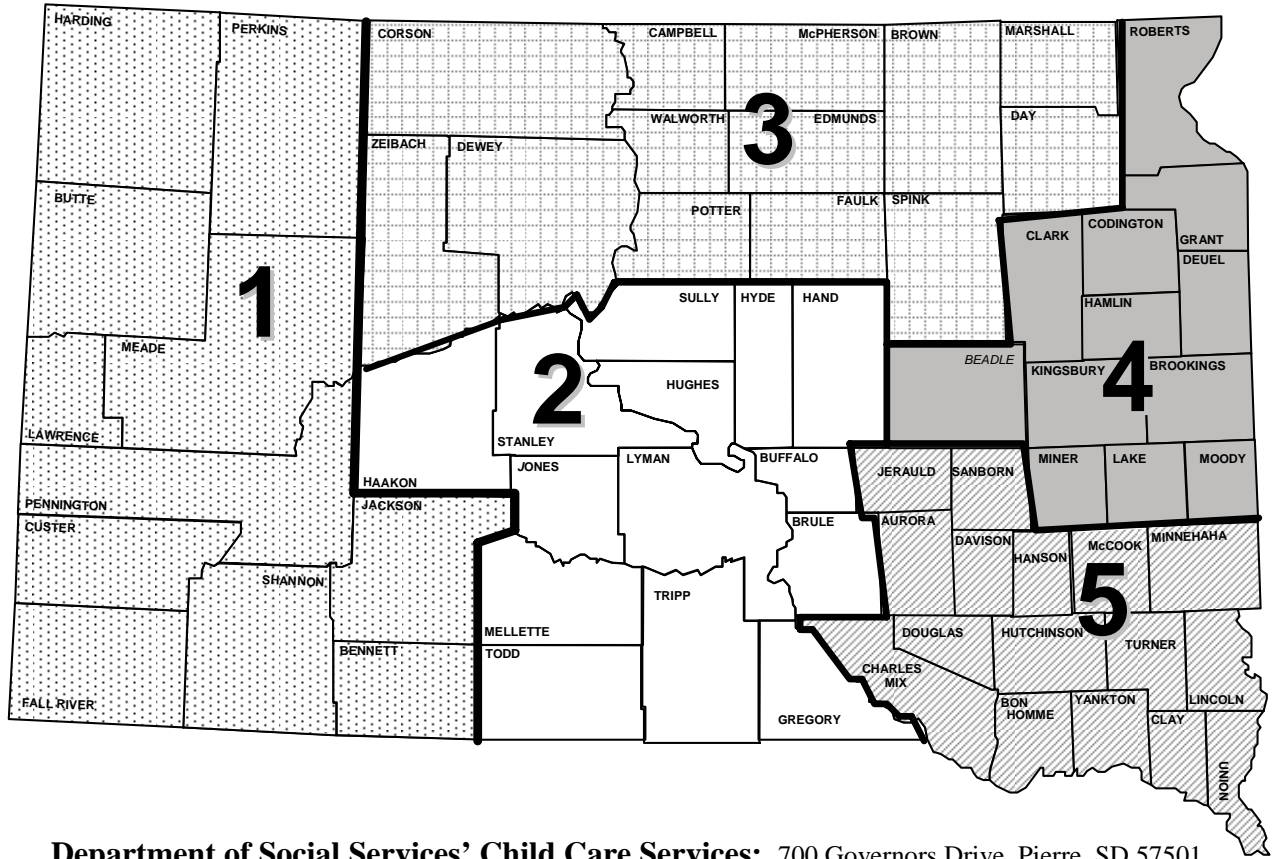 HARDING
PERKINS
CORSON
CAMPBELL
McPHERSON
BROWN
MARSHALL
ROBERTS
WALWORTH
3
EDMUNDS
DAY
ZEIBACH
DEWEY
BUTTE
POTTER
FAULK
SPINK
CODINGTON
CLARK
GRANT
DEUEL
1
SULLY
HYDE
HAND
HAMLIN
MEADE
BEADLE
KINGSBURY
4
BROOKINGS
2
HUGHES
LAWRENCE
STANLEY
JONES
LYMAN
BUFFALO
MINER
LAKE
MOODY
JERAULD
SANBORN
HAAKON
PENNINGTON
JACKSON
CUSTER
BRULE
AURORA
DAVISON
HANSON
McCOOK
MINNEHAHA
5
SHANNON
TRIPP
MELLETTE
DOUGLAS
HUTCHINSON
TURNER
BENNETT
TODD
CHARLES
MIX
FALL RIVER
GREGORY
BON
HOMME
YANKTON
LINCOLN
CLAY
UNION
Department of Social Services' Child Care Services: 700 Governors Drive, Pierre, SD 57501